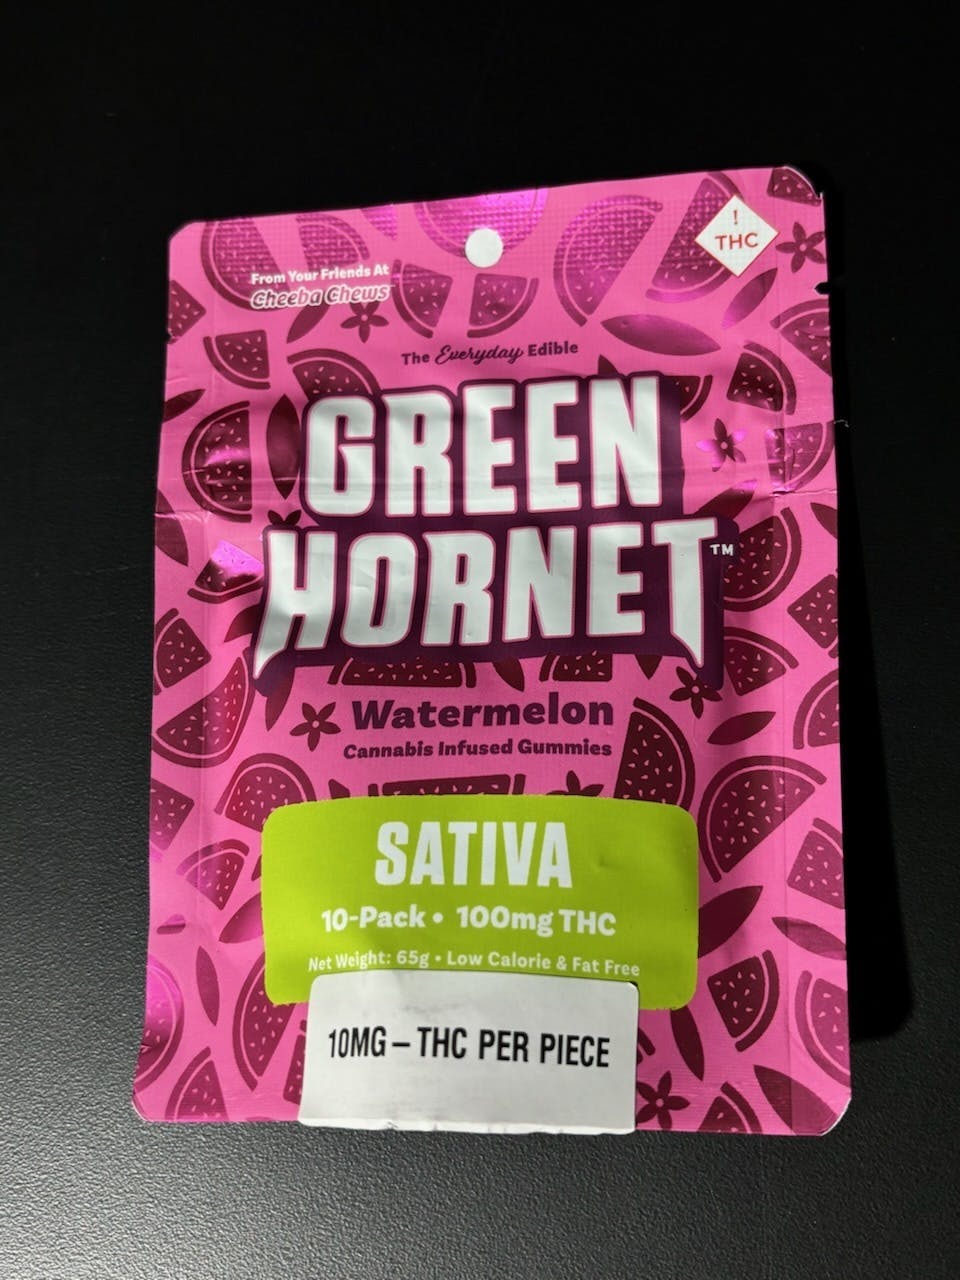 !
THC
From Your Friends At
Cheeba Chews
The Everyday Edible
GREEN
HORNET™
Watermelon
Cannabis Infused Gummies
SATIVA
10-Pack • 100mg THC
Net Weight: 65g • Low Calorie & Fat Free
10MG – THC PER PIECE